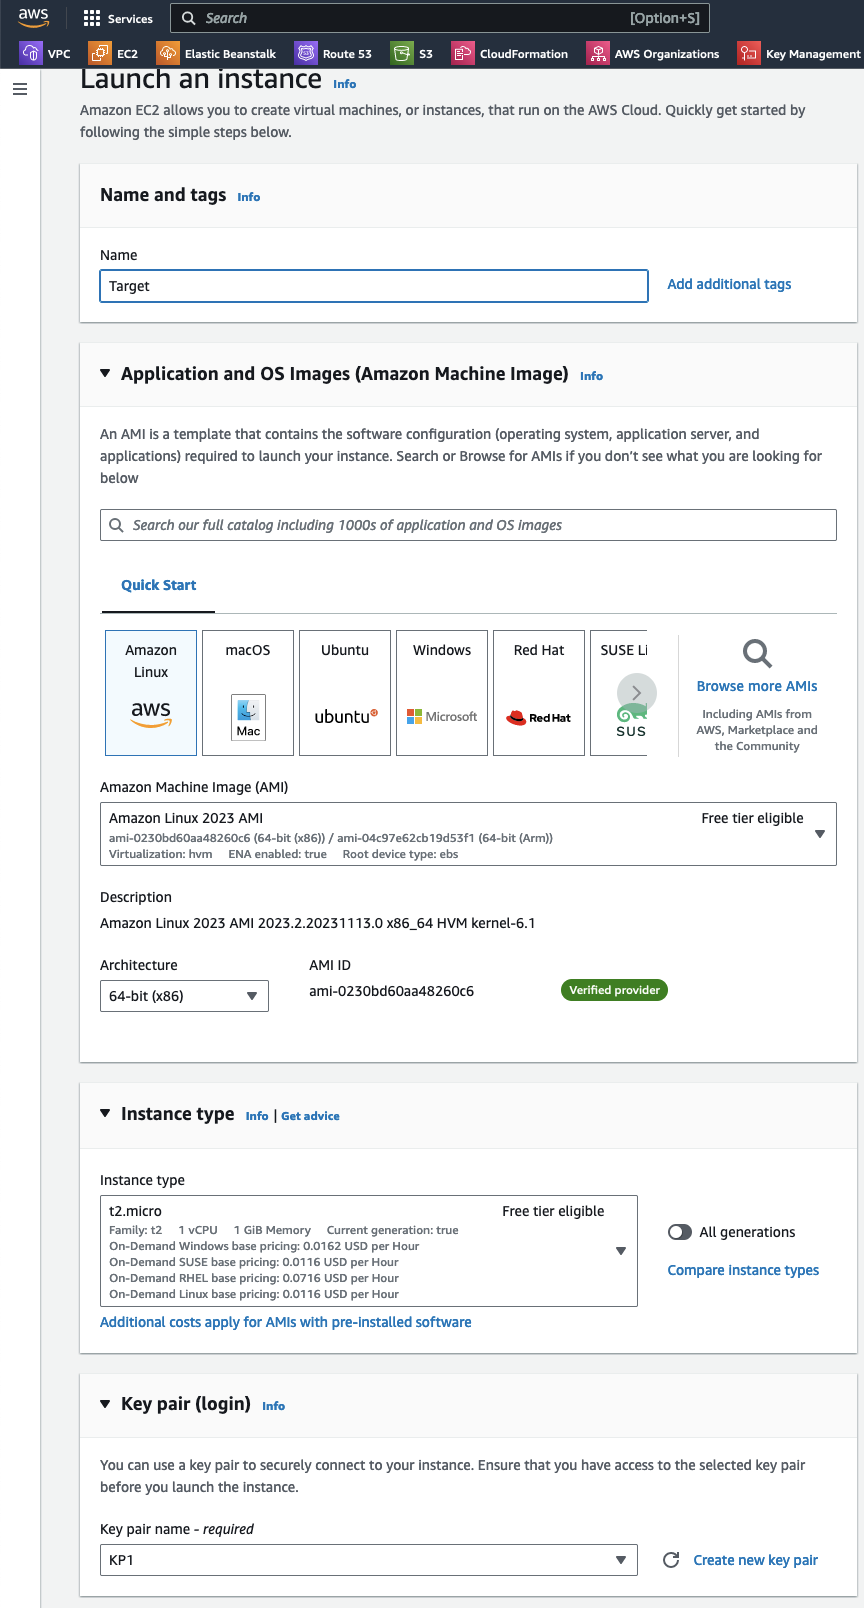 aws
Services
Search
[Option+S]
VPC
EC2
Elastic Beanstalk
Route 53
S3
CloudFormation
AWS Organizations
Key Management
Launch an instance Info
Amazon EC2 allows you to create virtual machines, or instances, that run on the AWS Cloud. Quickly get started by
following the simple steps below.
Name and tags Info
Name
Target
Add additional tags
Application and OS Images (Amazon Machine Image) Info
An AMI is a template that contains the software configuration (operating system, application server, and
applications) required to launch your instance. Search or Browse for AMIs if you don't see what you are looking for
below
Search our full catalog including 1000s of application and OS images
Quick Start
Amazon
Linux
aws
macOS
Mac
Ubuntu
ubuntu
Windows
Microsoft
Red Hat
Red Hat
SUSE Li
SUS
Browse more AMIs
Including AMIs from
AWS, Marketplace and
the Community
Amazon Machine Image (AMI)
Amazon Linux 2023 AMI
Free tier eligible
ami-0230bd60aa48260c6 (64-bit (x86)) / ami-04c97e62cb19d53f1 (64-bit (Arm))
Virtualization: hvm ENA enabled: true Root device type: ebs
Description
Amazon Linux 2023 AMI 2023.2.20231113.0 x86_64 HVM kernel-6.1
Architecture
64-bit (x86)
AMI ID
ami-0230bd60aa48260c6
Verified provider
Instance type Info | Get advice
Instance type
t2.micro
Free tier eligible
Family: t2 1 vCPU 1 GiB Memory Current generation: true
On-Demand Windows base pricing: 0.0162 USD per Hour
On-Demand SUSE base pricing: 0.0116 USD per Hour
On-Demand RHEL base pricing: 0.0716 USD per Hour
On-Demand Linux base pricing: 0.0116 USD per Hour
All generations
Compare instance types
Additional costs apply for AMIs with pre-installed software
Key pair (login) Info
You can use a key pair to securely connect to your instance. Ensure that you have access to the selected key pair
before you launch the instance.
Key pair name - required
KP1
Create new key pair